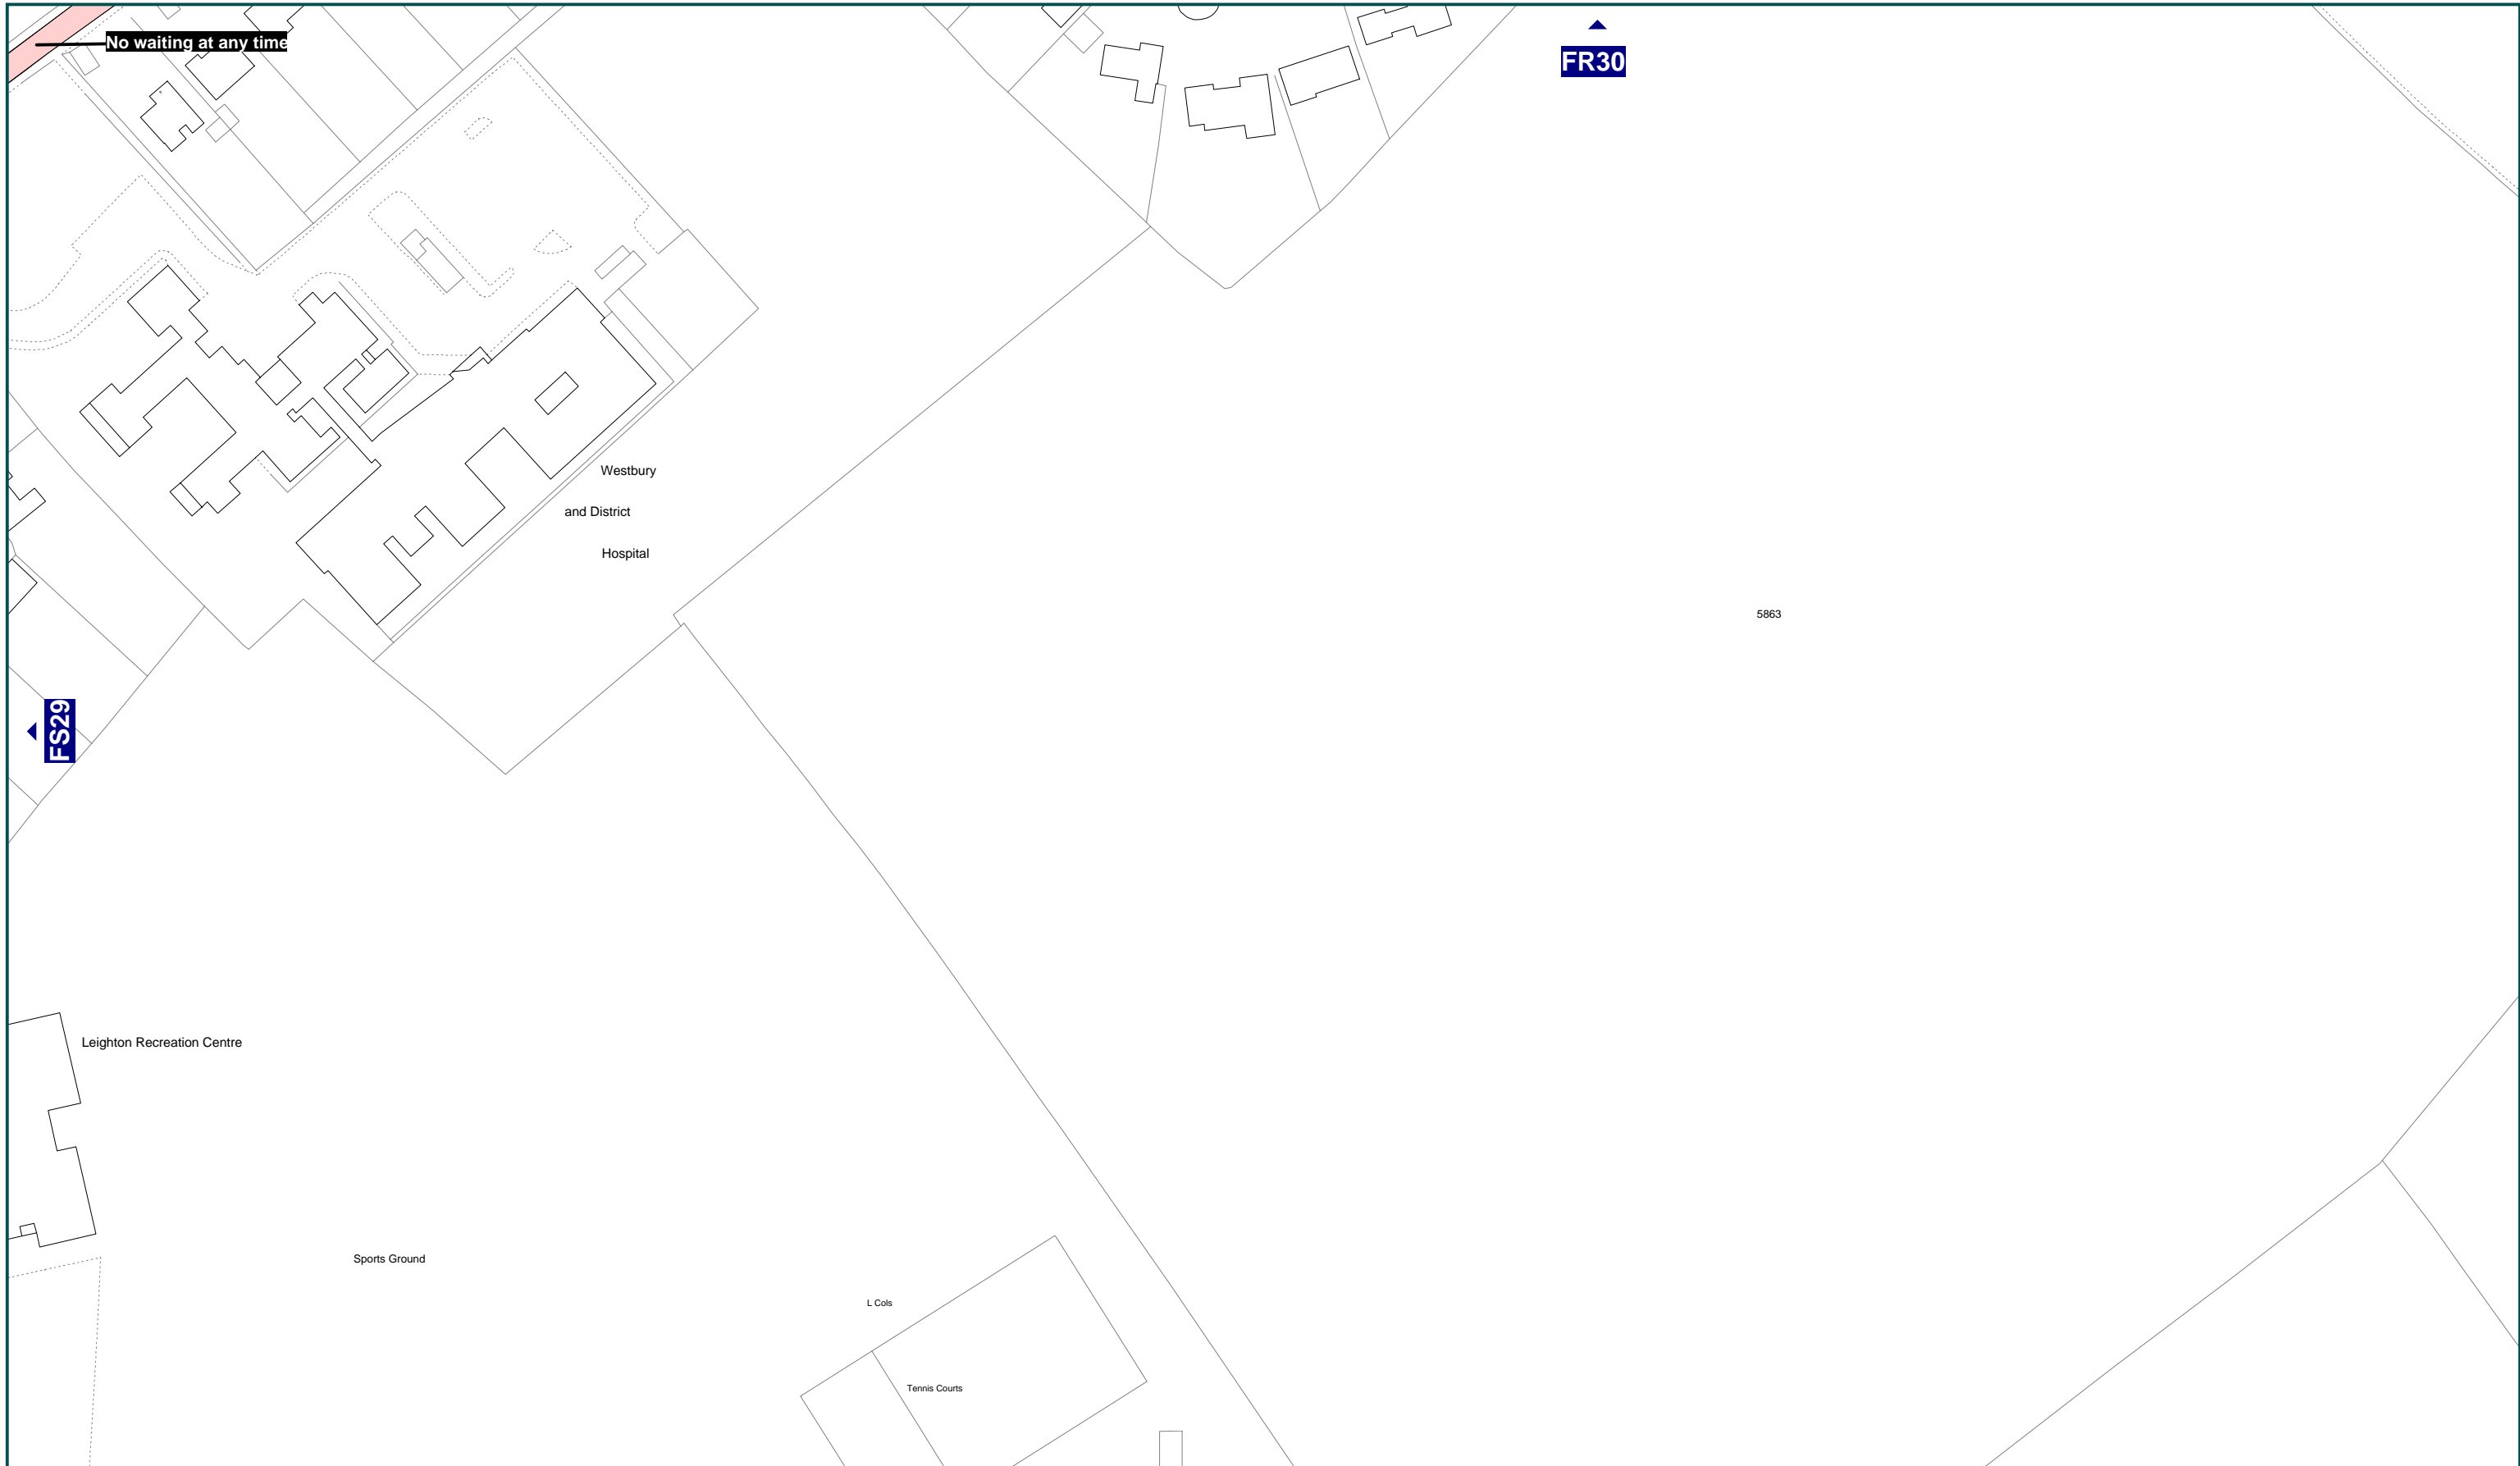 No waiting at any time
FR30
Westbury
and District
Hospital
5863
FS29
Leighton Recreation Centre
Sports Ground
L Cols
Tennis Courts